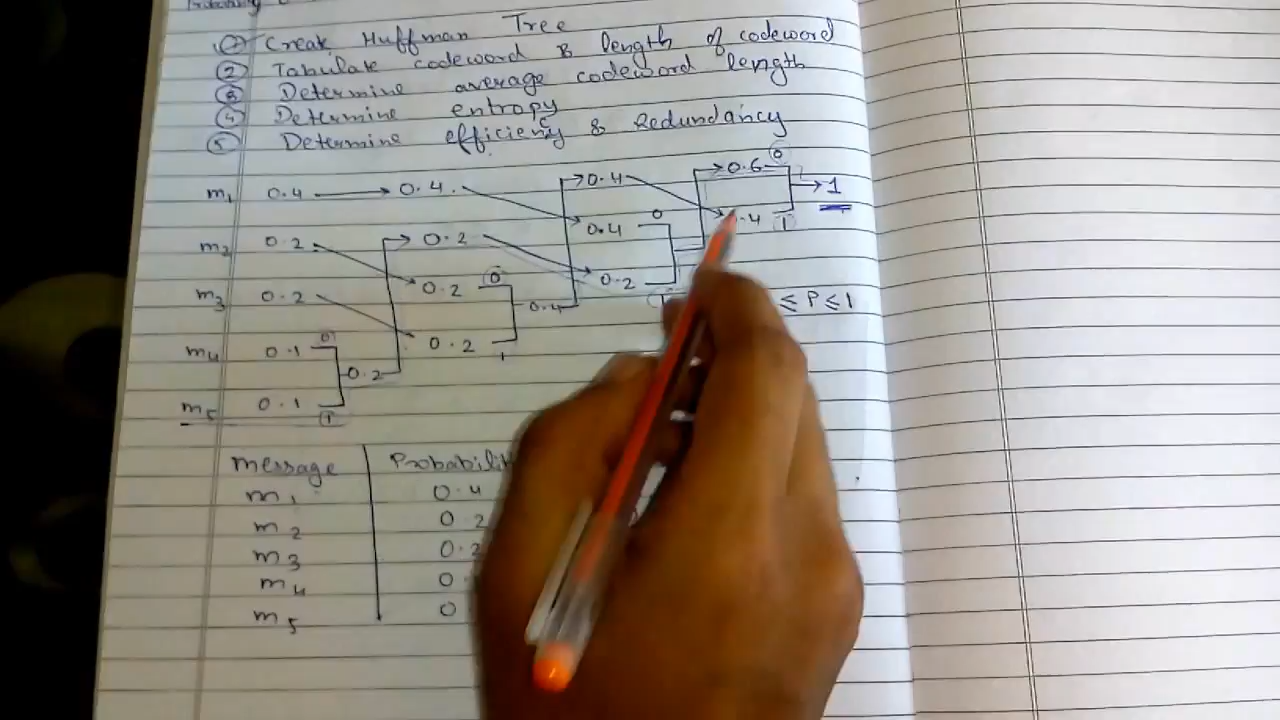 ① Creat Huffman Tree
② Tabulate codeword & length of codeword
③ Determine average codeword length
④ Determine entropy
⑤ Determine efficiency & Redundancy
m1 0.4 0.4 0.4 0.6 0 1
0.4 0 .4 1
m2 0.2 0.2
0.2 0 0.2
m3 0.2 0.4 1 ≤ P ≤ 1
m4 0.1 0 0.2 1
0.2
m5 0.1 1
Message Probabilit
m1 0.4
m2 0.2
m3 0.2
m4 0.
m5 0